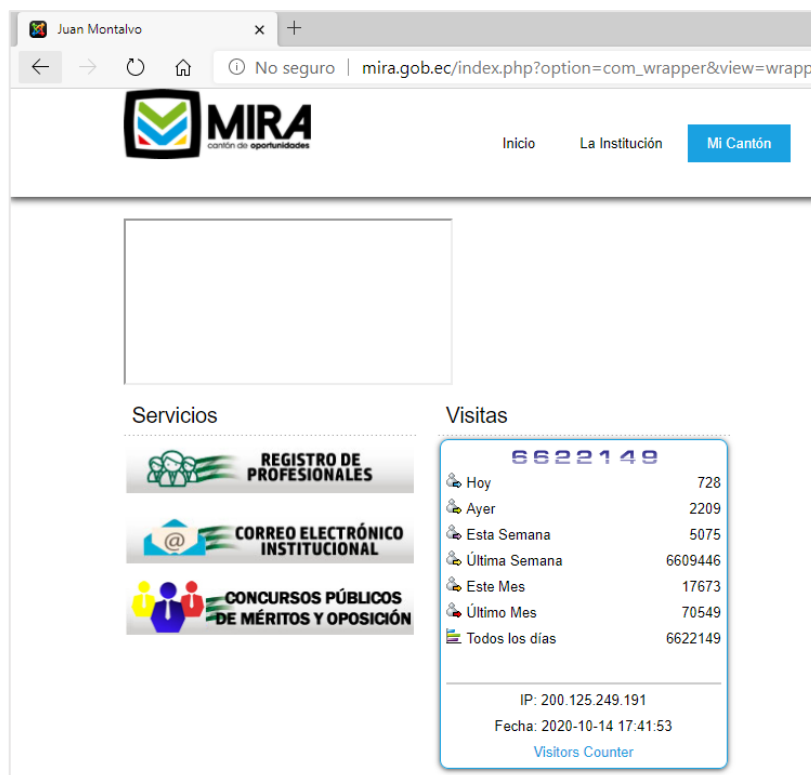 Juan Montalvo
No seguro | mira.gob.ec/index.php?option=com_wrapper&view=wrapp
MIRA
cantón de oportunidades
Inicio La Institución Mi Cantón
Servicios
REGISTRO DE
PROFESIONALES
CORREO ELECTRÓNICO
INSTITUCIONAL
CONCURSOS PÚBLICOS
DE MÉRITOS Y OPOSICIÓN
Visitas
6622149
Hoy 728
Ayer 2209
Esta Semana 5075
Última Semana 6609446
Este Mes 17673
Último Mes 70549
Todos los días 6622149
IP: 200.125.249.191
Fecha: 2020-10-14 17:41:53
Visitors Counter